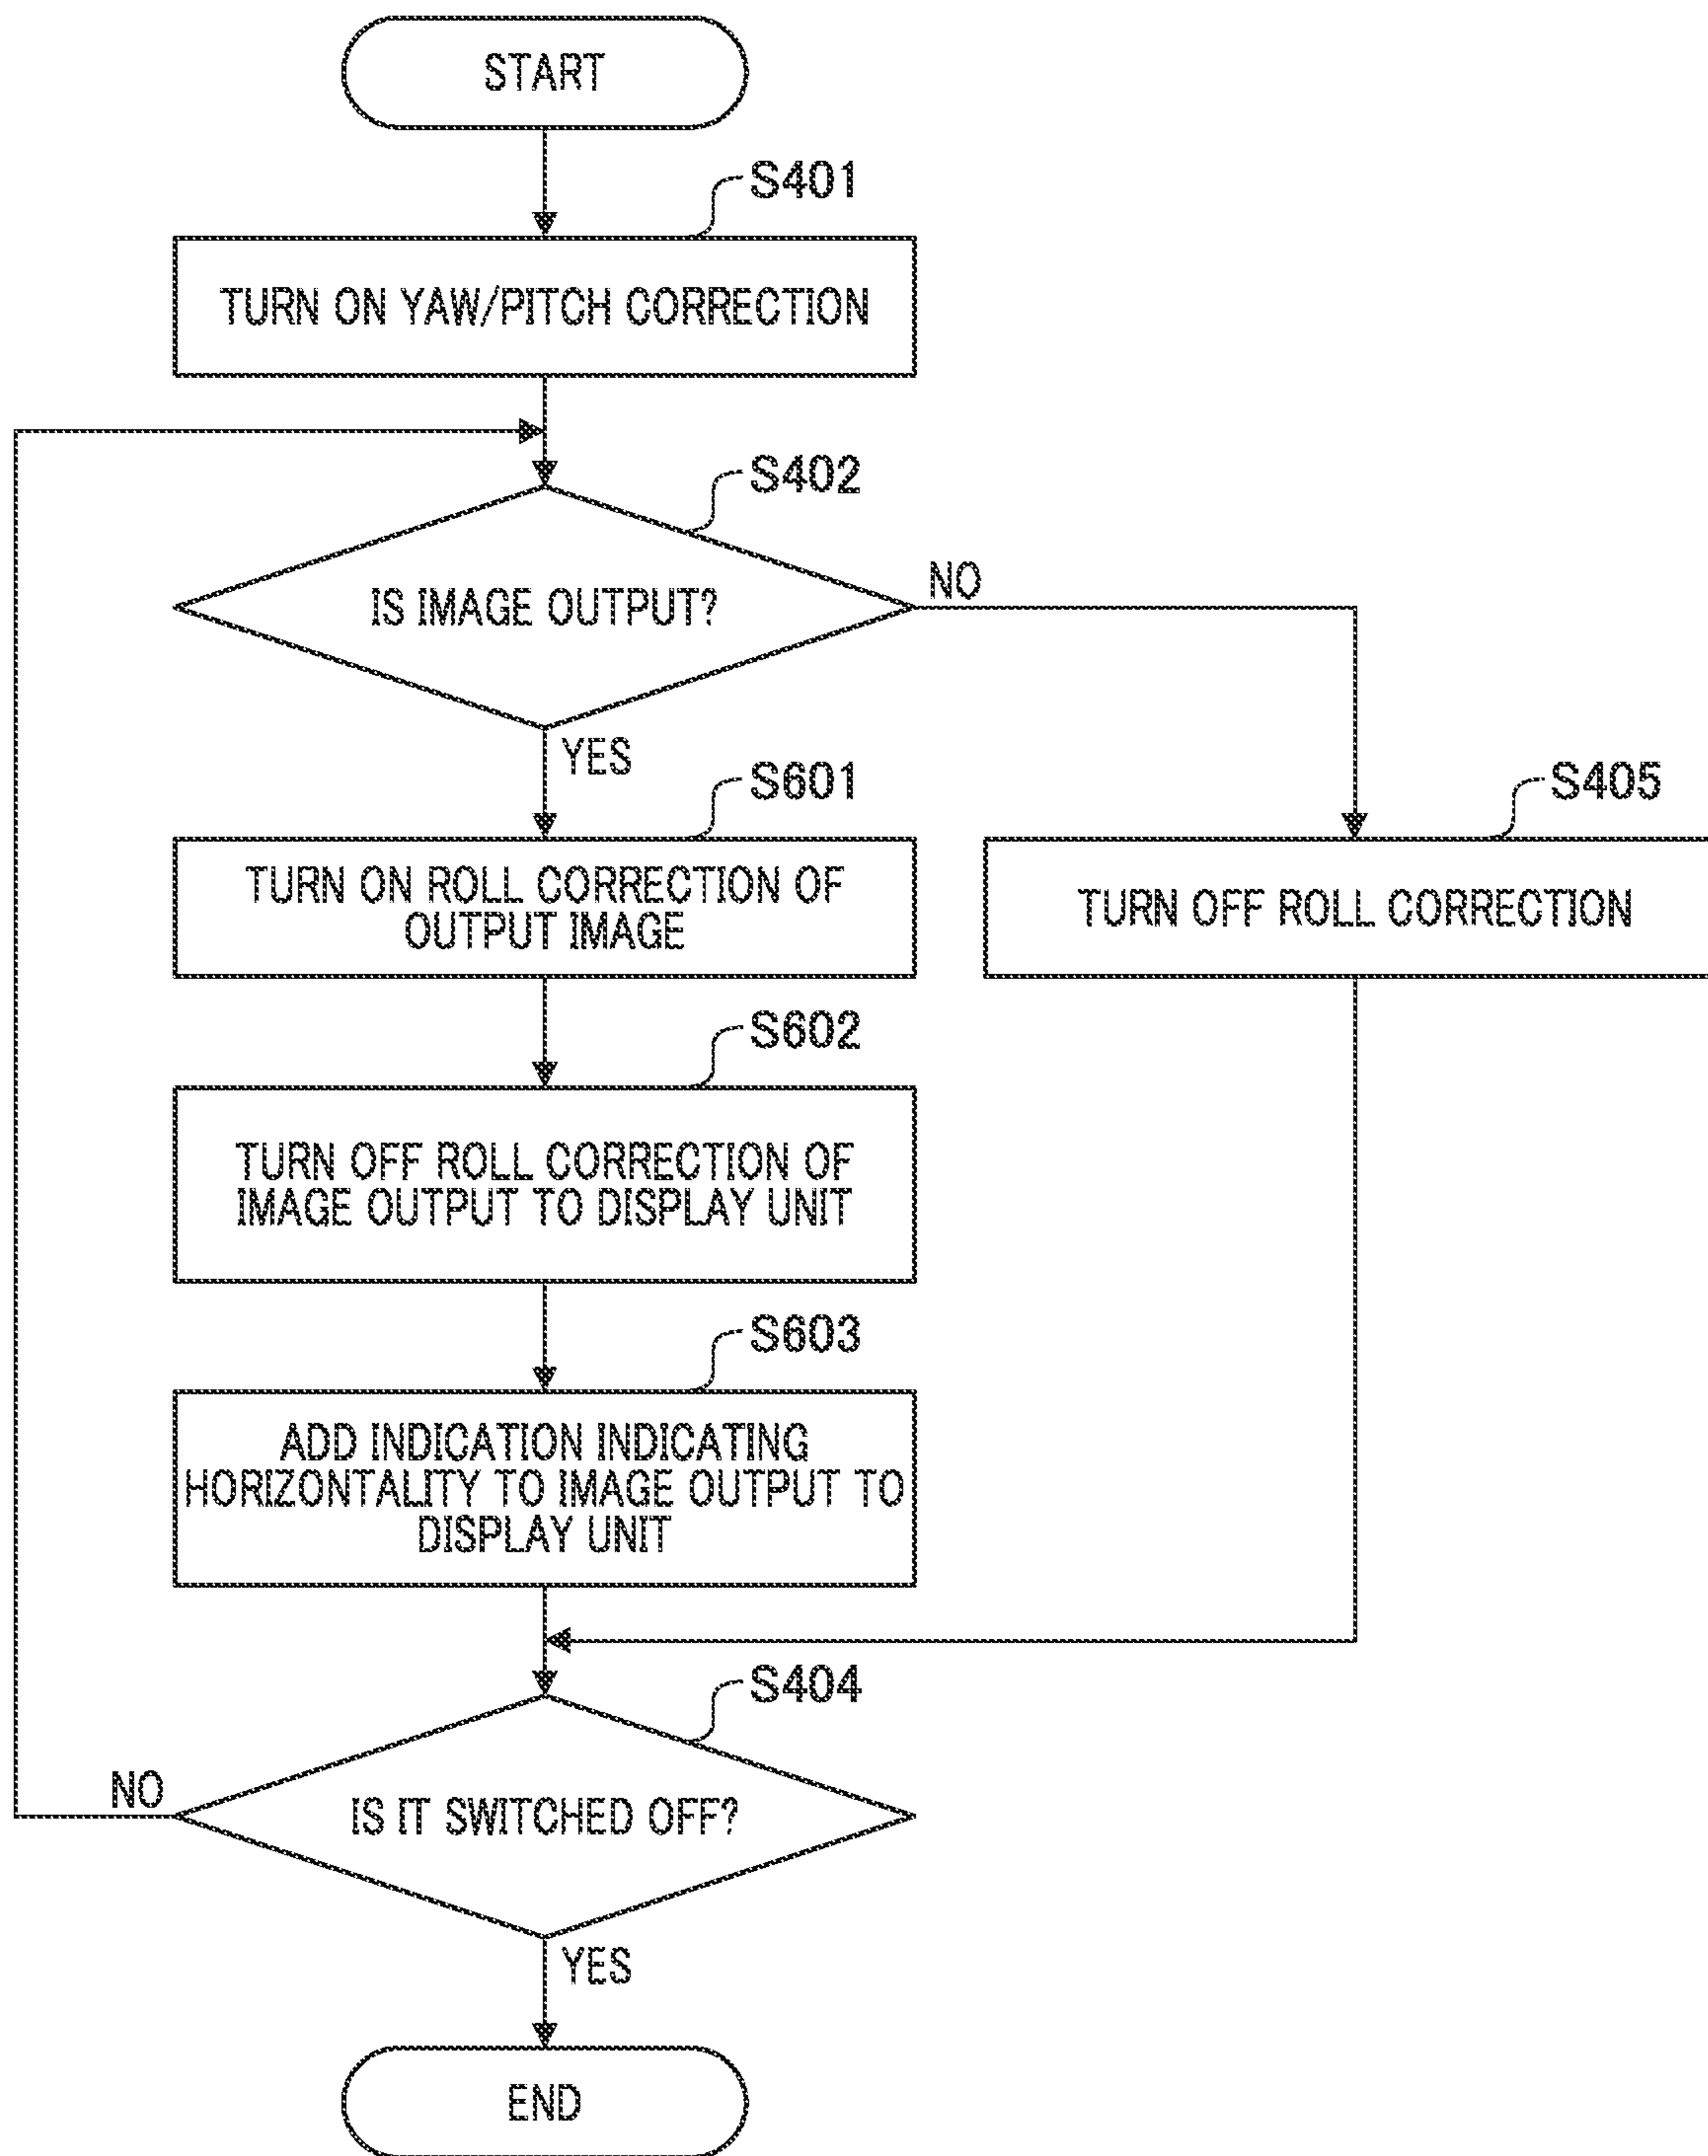 START
S401
TURN ON YAW/PITCH CORRECTION
S402
IS IMAGE OUTPUT?
NO
YES
S601
TURN ON ROLL CORRECTION OF
OUTPUT IMAGE
S405
TURN OFF ROLL CORRECTION
S602
TURN OFF ROLL CORRECTION OF
IMAGE OUTPUT TO DISPLAY UNIT
S603
ADD INDICATION INDICATING
HORIZONTALITY TO IMAGE OUTPUT TO
DISPLAY UNIT
S404
IS IT SWITCHED OFF?
NO
YES
END